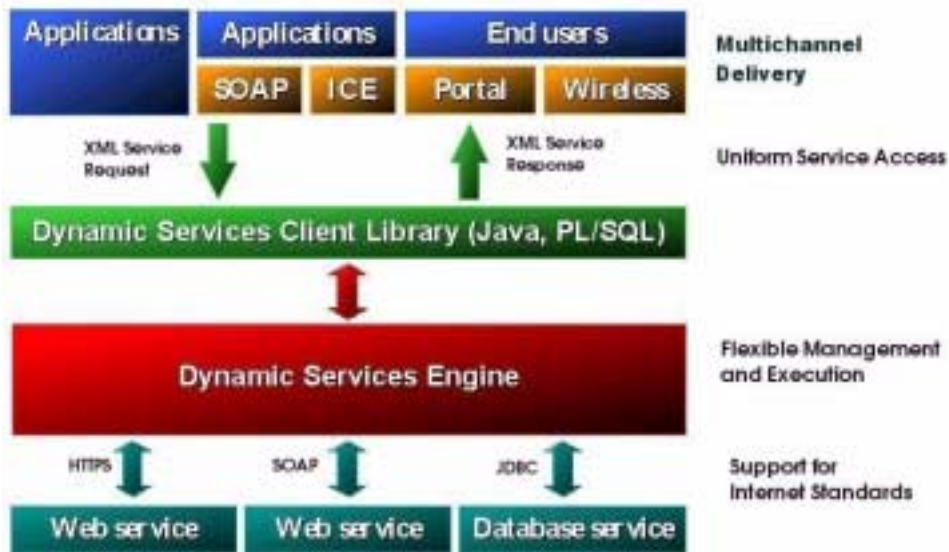 Applications
Applications
End users
SOAP
ICE
Portal
Wireless
Multichannel
Delivery
XML Service
Request
XML Service
Response
Uniform Service Access
Dynamic Services Client Library (Java, PL/SQL)
Dynamic Services Engine
Flexible Management
and Execution
HTTPS
SOAP
JDBC
Support for
Internet Standards
Web service
Web service
Database service